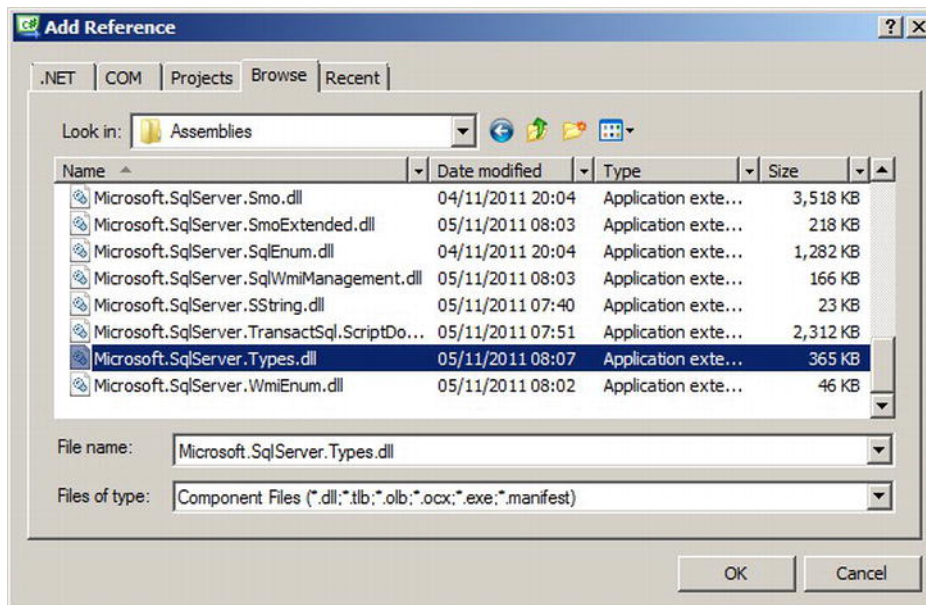 C# Add Reference
.NET COM Projects Browse Recent
Look in: Assemblies
Name Date modified Type Size
Microsoft.SqlServer.Smo.dll 04/11/2011 20:04 Application exte... 3,518 KB
Microsoft.SqlServer.SmoExtended.dll 05/11/2011 08:03 Application exte... 218 KB
Microsoft.SqlServer.SqlEnum.dll 04/11/2011 20:04 Application exte... 1,282 KB
Microsoft.SqlServer.SqlWmiManagement.dll 05/11/2011 08:03 Application exte... 166 KB
Microsoft.SqlServer.SString.dll 05/11/2011 07:40 Application exte... 23 KB
Microsoft.SqlServer.TransactSql.ScriptDo... 05/11/2011 07:51 Application exte... 2,312 KB
Microsoft.SqlServer.Types.dll 05/11/2011 08:07 Application exte... 365 KB
Microsoft.SqlServer.WmiEnum.dll 05/11/2011 08:02 Application exte... 46 KB
File name: Microsoft.SqlServer.Types.dll
Files of type: Component Files (*.dll;*.tlb;*.olb;*.ocx;*.exe;*.manifest)
OK Cancel